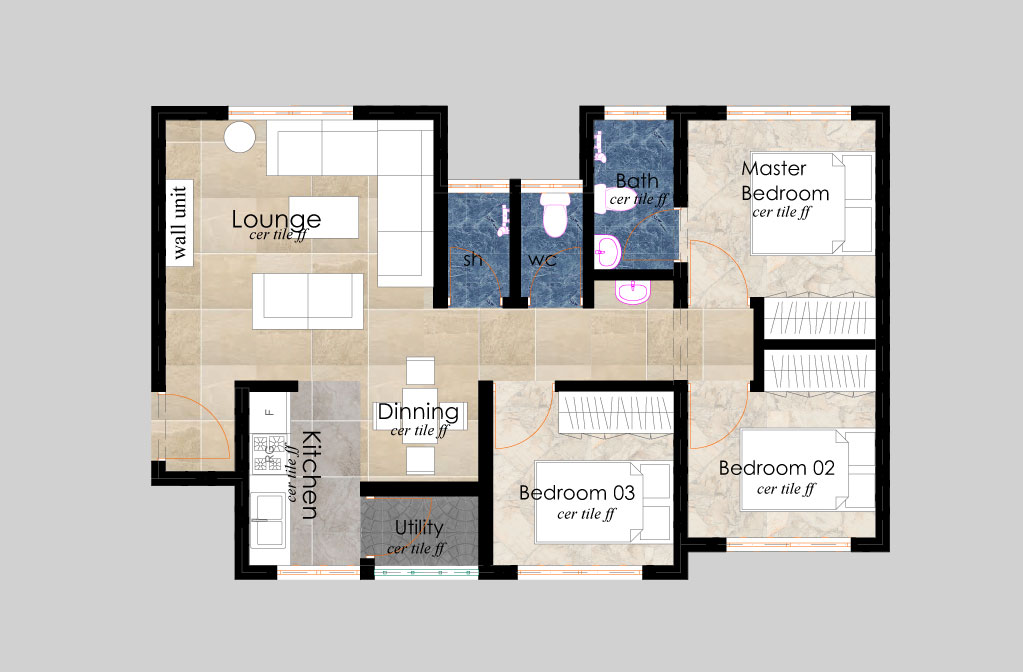 wall unit
Lounge
cer tile ff
sh
wc
Bath
cer tile ff
Master
Bedroom
cer tile ff
F
RG
Kitchen
cer tile ff
Dinning
cer tile ff
Utility
cer tile ff
Bedroom 03
cer tile ff
Bedroom 02
cer tile ff